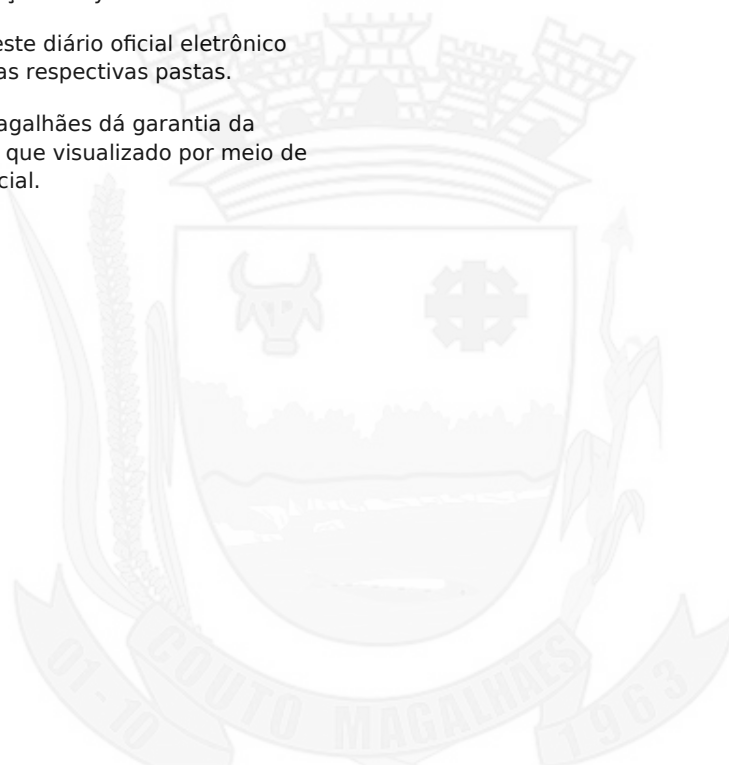 este diário oficial eletrônico
as respectivas pastas.
agalhães dá garantia da
que visualizado por meio de
cial.
01-10
COUTO MAGALHÃES
1963